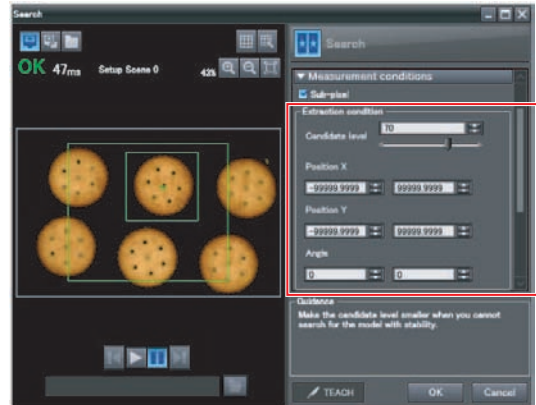 Search
OK 47ms Setup Scene 0 43%
Search
▼ Measurement conditions
Sub-pixel
Extraction condition
Candidate level 70
Position X
-99999.9999 99999.9999
Position Y
-99999.9999 99999.9999
Angle
0 0
Guidance
Make the candidate level smaller when you cannot
search for the model with stability.
TEACH OK Cancel